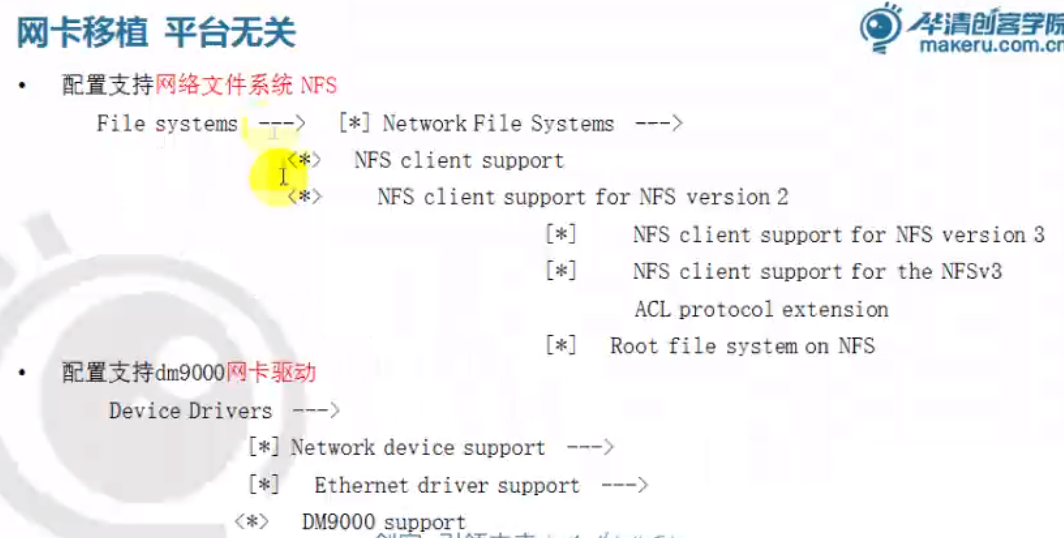 网卡移植 平台无关
华清创客学院
makeru.com.cn
• 配置支持网络文件系统 NFS
File systems ---> [*] Network File Systems --->
<*> NFS client support
<*> NFS client support for NFS version 2
[*] NFS client support for NFS version 3
[*] NFS client support for the NFSv3
ACL protocol extension
[*] Root file system on NFS
• 配置支持dm9000网卡驱动
Device Drivers --->
[*] Network device support --->
[*] Ethernet driver support --->
<*> DM9000 support